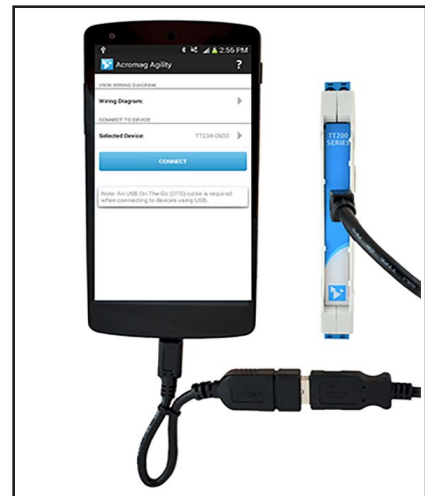 2:56 PM
Acromag Agility ?
VIEW WIRING DIAGRAM
Wiring Diagram:
CONNECT TO DEVICE
Selected Device: TT234-0600
CONNECT
Note: An USB On-The-Go (OTG) cable is required
when connecting to devices using USB.
TT200
SERIES